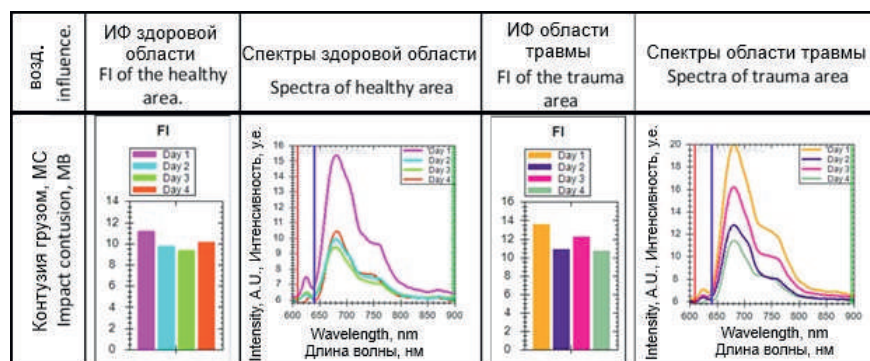 возд.
influence.
ИФ здоровой
области
FI of the healthy
area.
Спектры здоровой области
Spectra of healthy area
ИФ области
травмы
FI of the trauma
area
Спектры области травмы
Spectra of trauma area
Контузия грузом, МС
Impact contusion, MB
FI
Day 1
Day 2
Day 3
Day 4
14
12
10
8
6
4
2
0
Intensity, A.U., Интенсивность, у.е.
16
15
14
13
12
11
10
9
8
7
6
Day 1
Day 2
Day 3
Day 4
600 650 700 750 800 850 900
Wavelength, nm
Длина волны, нм
FI
Day 1
Day 2
Day 3
Day 4
16
14
12
10
8
6
4
2
0
Intensity, A.U., Интенсивность, у.е.
20
18
16
14
12
10
8
6
Day 1
Day 2
Day 3
Day 4
600 650 700 750 800 850 900
Wavelength, nm
Длина волны, нм